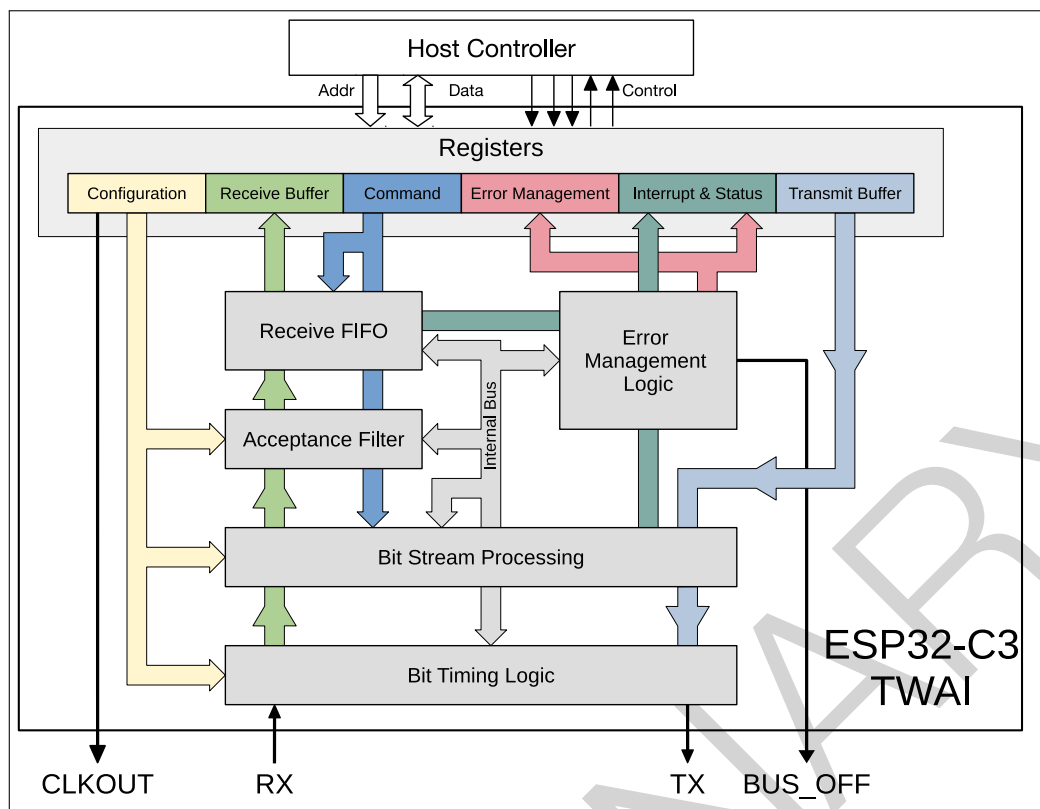 Host Controller
Addr
Data
Control
Registers
Configuration
Receive Buffer
Command
Error Management
Interrupt & Status
Transmit Buffer
Receive FIFO
Error
Management
Logic
Internal Bus
Acceptance Filter
Bit Stream Processing
Bit Timing Logic
ESP32-C3
TWAI
CLKOUT
RX
TX
BUS_OFF